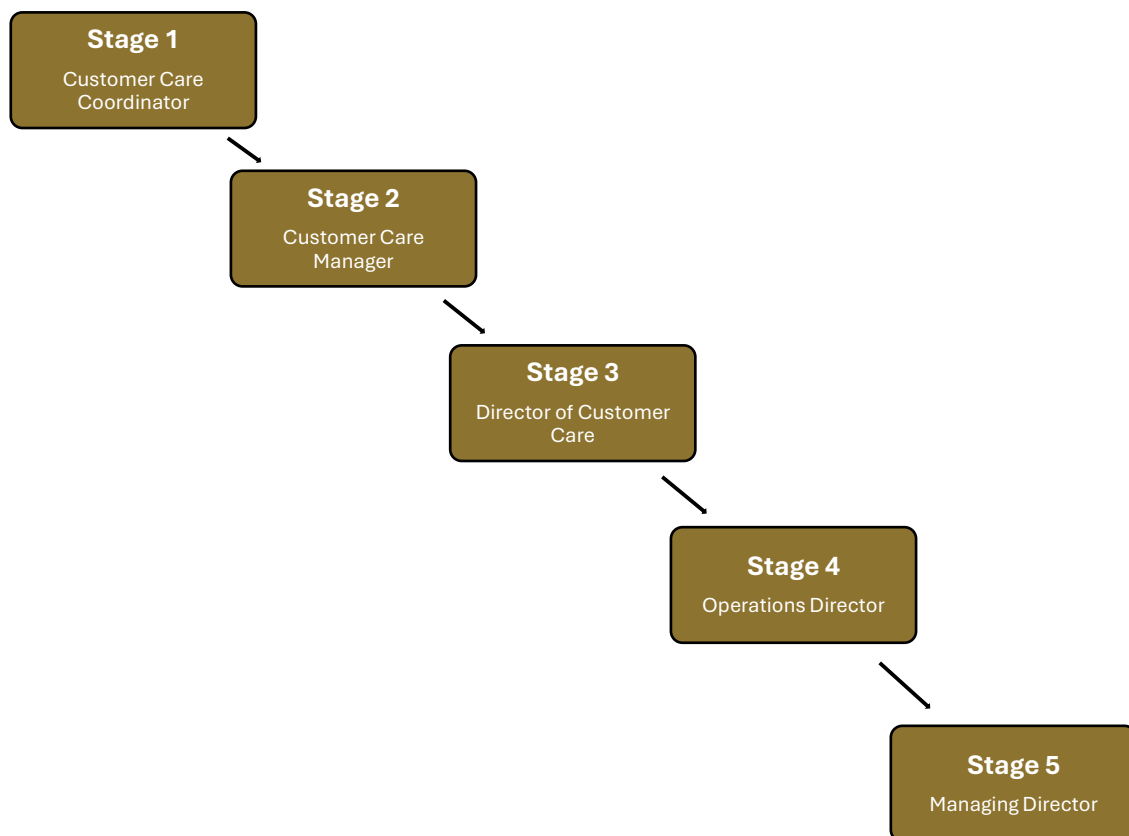 Stage 1
Customer Care
Coordinator
Stage 2
Customer Care
Manager
Stage 3
Director of Customer
Care
Stage 4
Operations Director
Stage 5
Managing Director